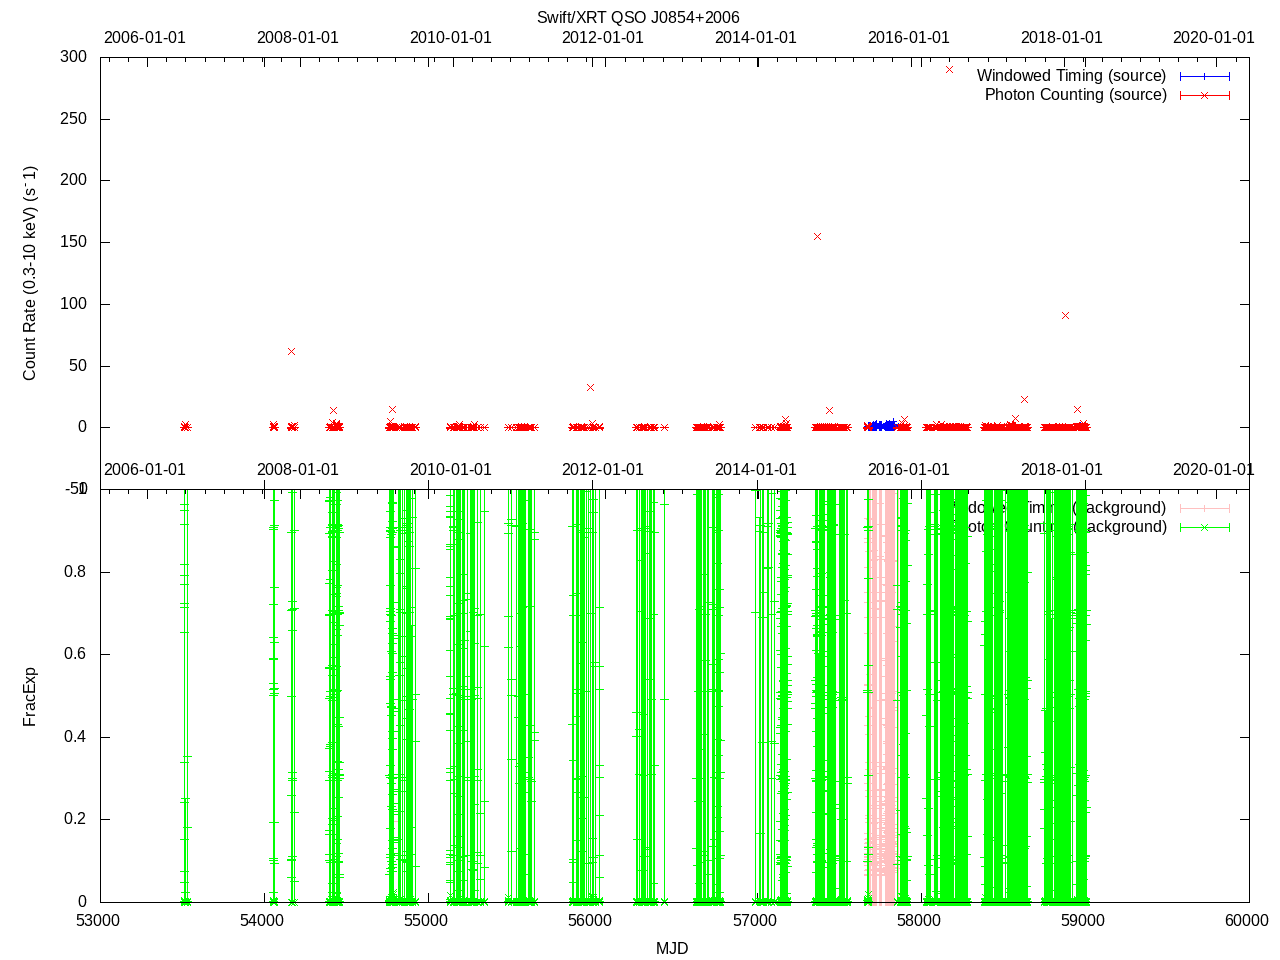 Swift/XRT QSO J0854+2006
2006-01-01 2008-01-01 2010-01-01 2012-01-01 2014-01-01 2016-01-01 2018-01-01 2020-01-01
300
Windowed Timing (source)
Photon Counting (source)
250
200
150
100
50
0
Count Rate (0.3-10 keV) (s-1)
2006-01-01 2008-01-01 2010-01-01 2012-01-01 2014-01-01 2016-01-01 2018-01-01 2020-01-01
-50
1
Timing (background)
Counting (background)
0.8
0.6
0.4
0.2
0
FracExp
53000 54000 55000 56000 57000 58000 59000 60000
MJD